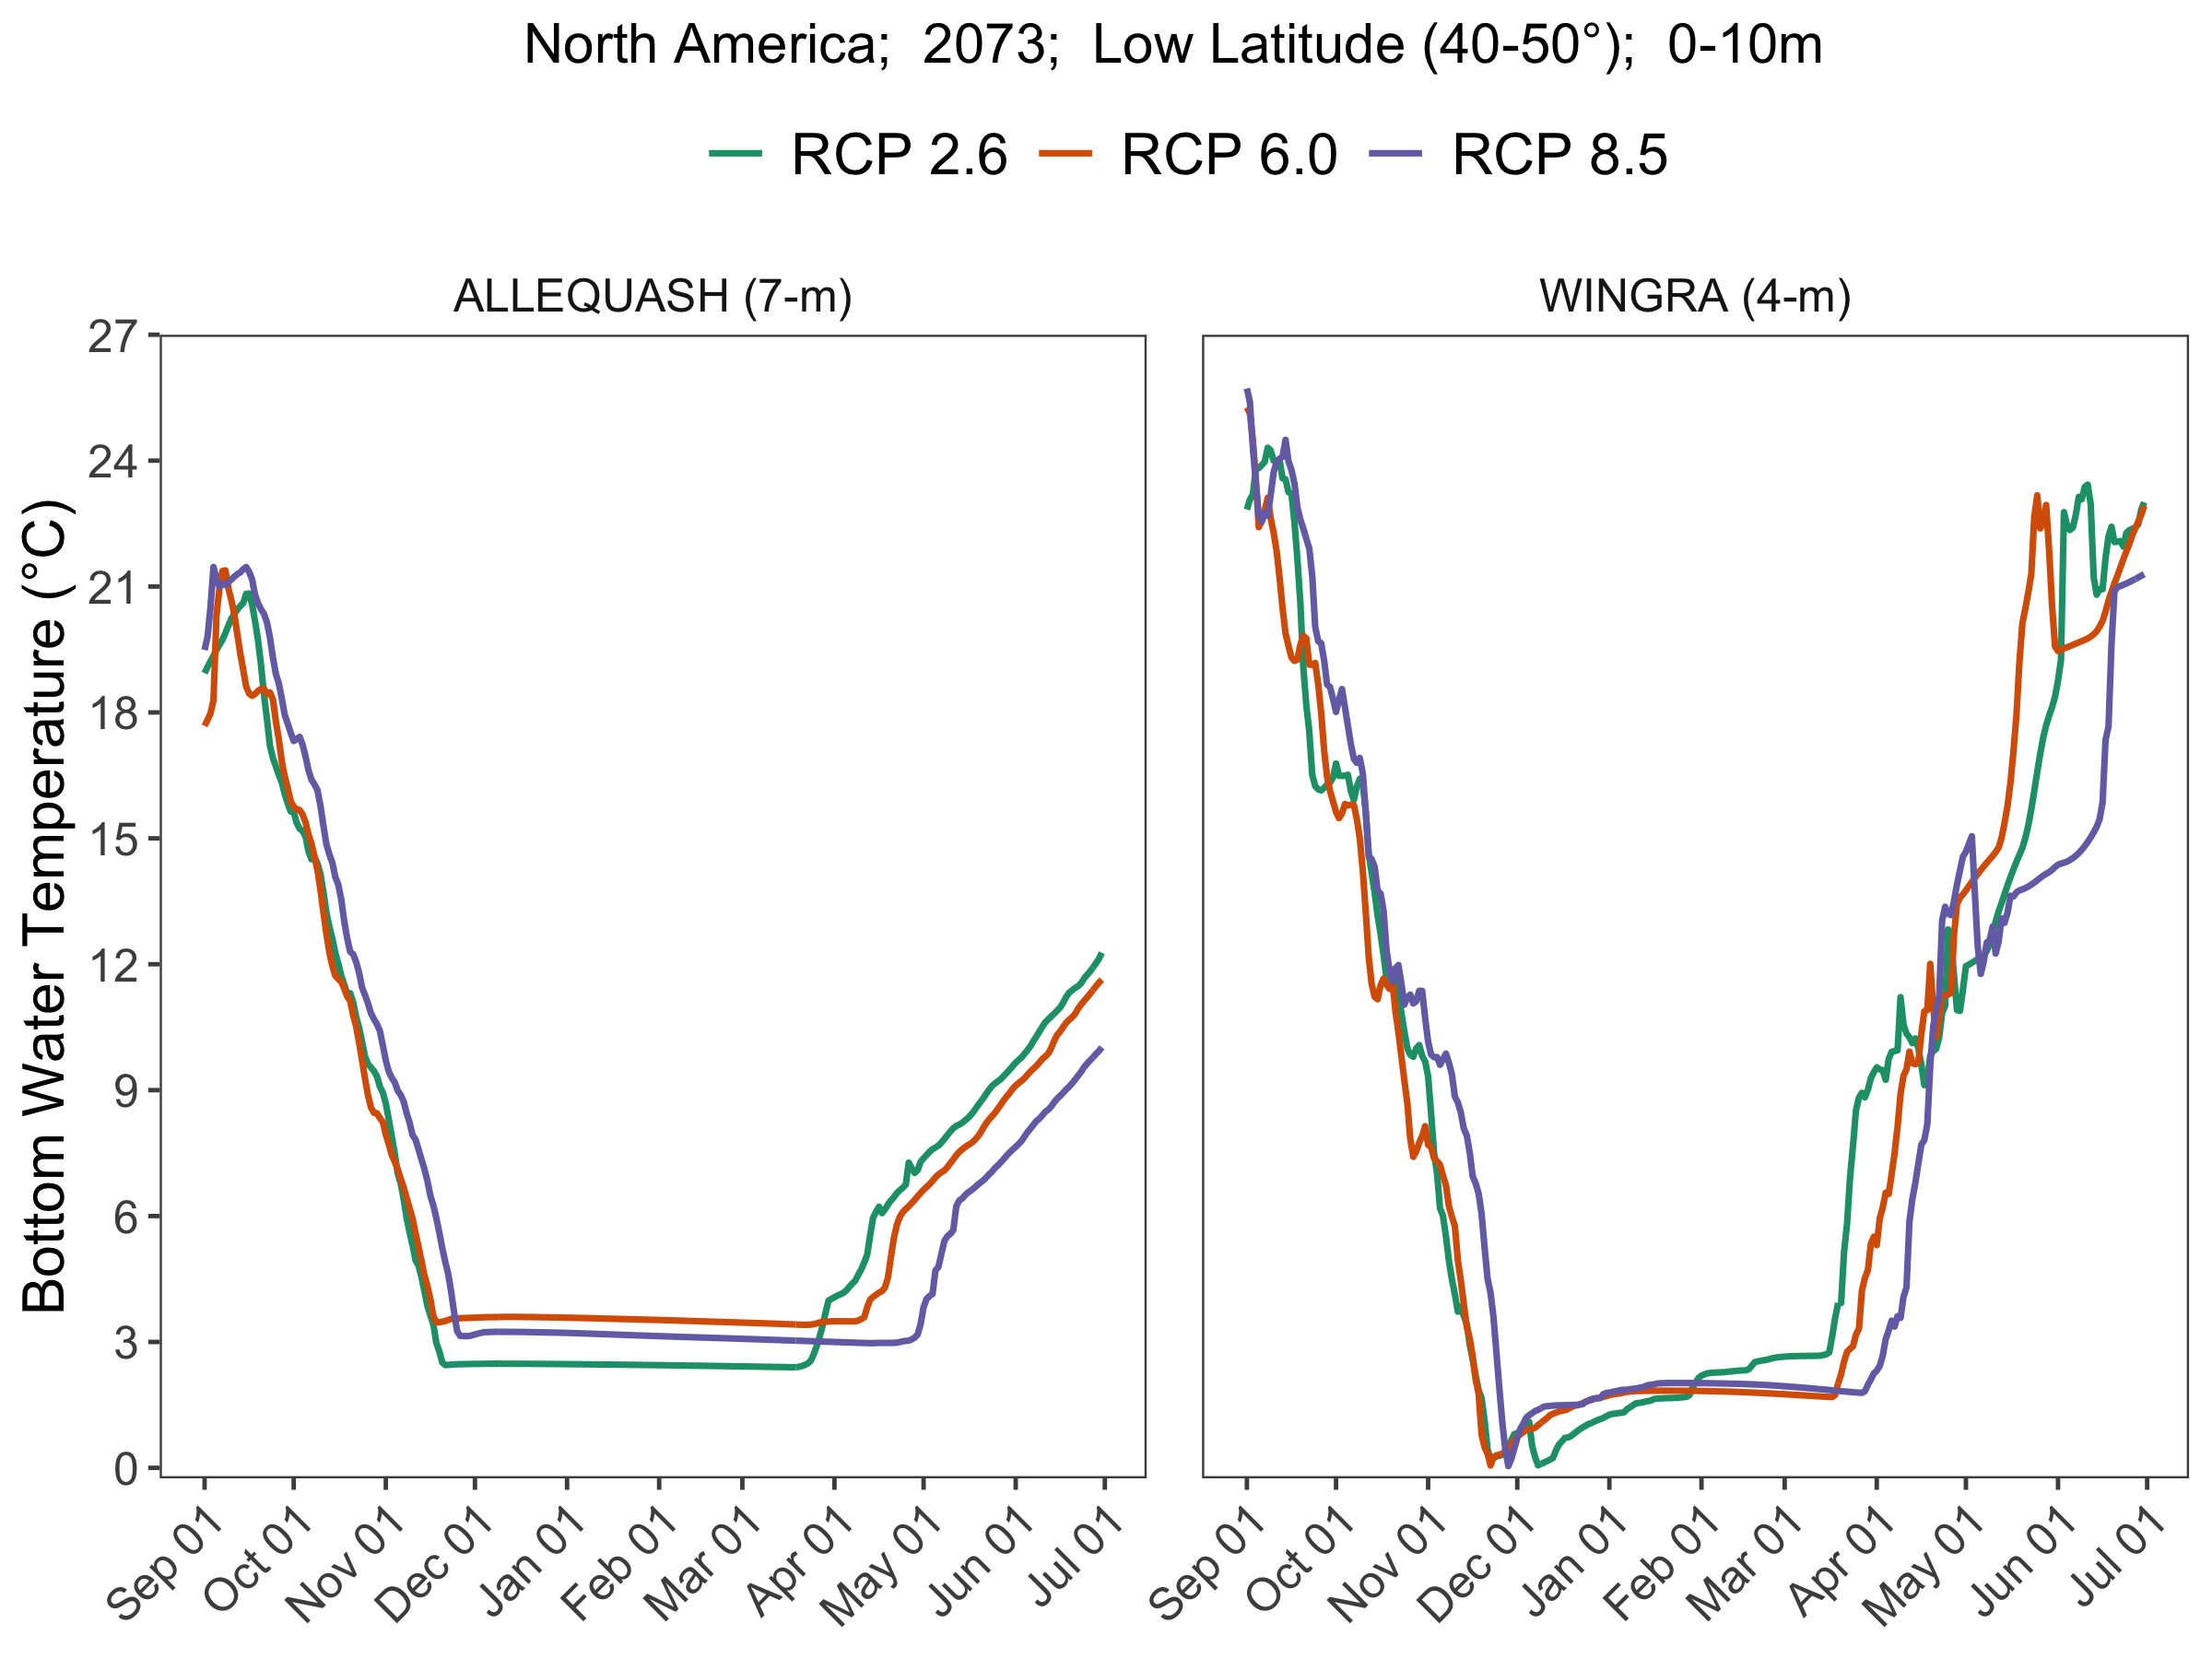 North America;  2073;  Low Latitude (40-50°);  0-10m
RCP 2.6 RCP 6.0 RCP 8.5
ALLEQUASH (7-m) WINGRA (4-m)
Bottom Water Temperature (°C)
27
24
21
18
15
12
9
6
3
0
Sep 01 Oct 01 Nov 01 Dec 01 Jan 01 Feb 01 Mar 01 Apr 01 May 01 Jun 01 Jul 01 Sep 01 Oct 01 Nov 01 Dec 01 Jan 01 Feb 01 Mar 01 Apr 01 May 01 Jun 01 Jul 01